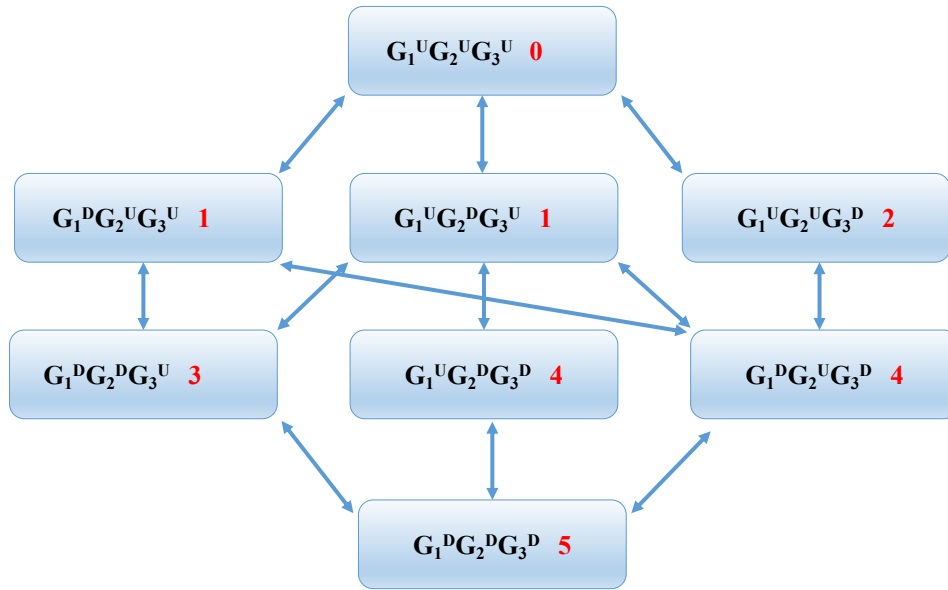 G₁ᵁG₂ᵁG₃ᵁ 0
G₁ᴰG₂ᵁG₃ᵁ 1
G₁ᵁG₂ᴰG₃ᵁ 1
G₁ᵁG₂ᵁG₃ᴰ 2
G₁ᴰG₂ᴰG₃ᵁ 3
G₁ᵁG₂ᴰG₃ᴰ 4
G₁ᴰG₂ᵁG₃ᴰ 4
G₁ᴰG₂ᴰG₃ᴰ 5